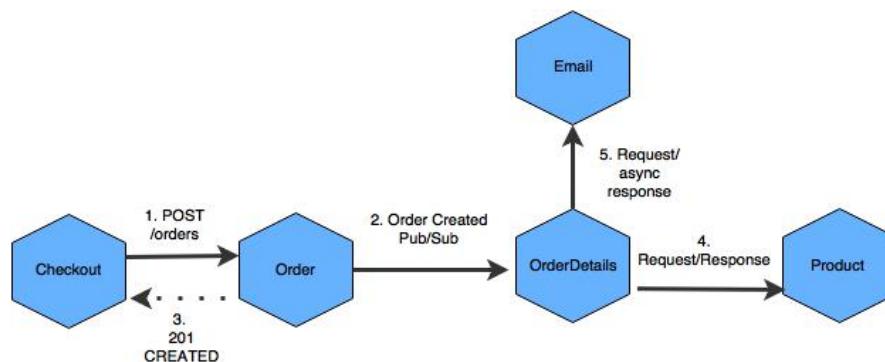 Email
5. Request/
async
response
1. POST
/orders
2. Order Created
Pub/Sub
4.
Request/Response
Checkout
Order
OrderDetails
Product
3.
201
CREATED